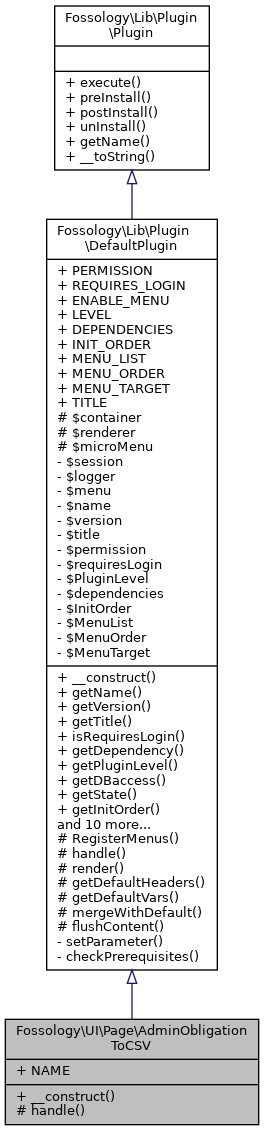 Fossology\Lib\Plugin
\Plugin
+ execute()
+ preInstall()
+ postInstall()
+ unInstall()
+ getName()
+ __toString()
Fossology\Lib\Plugin
\DefaultPlugin
+ PERMISSION
+ REQUIRES_LOGIN
+ ENABLE_MENU
+ LEVEL
+ DEPENDENCIES
+ INIT_ORDER
+ MENU_LIST
+ MENU_ORDER
+ MENU_TARGET
+ TITLE
# $container
# $renderer
# $microMenu
- $session
- $logger
- $menu
- $name
- $version
- $title
- $permission
- $requiresLogin
- $PluginLevel
- $dependencies
- $InitOrder
- $MenuList
- $MenuOrder
- $MenuTarget
+ __construct()
+ getName()
+ getVersion()
+ getTitle()
+ isRequiresLogin()
+ getDependency()
+ getPluginLevel()
+ getDBaccess()
+ getState()
+ getInitOrder()
and 10 more...
# RegisterMenus()
# handle()
# render()
# getDefaultHeaders()
# getDefaultVars()
# mergeWithDefault()
# flushContent()
- setParameter()
- checkPrerequisites()
Fossology\UI\Page\AdminObligation
ToCSV
+ NAME
+ __construct()
# handle()